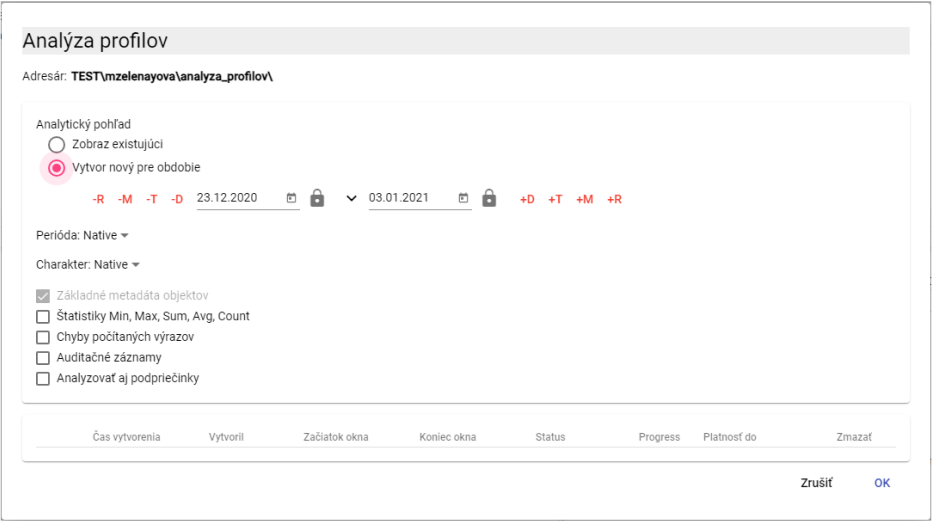 Analýza profilov
Adresár: TEST\mzelenayova\analyza_profilov\
Analytický pohľad
Zobraz existujúci
Vytvor nový pre obdobie
-R -M -T -D 23.12.2020 03.01.2021 +D +T +M +R
Perióda: Native
Charakter: Native
Základné metadáta objektov
Štatistiky Min, Max, Sum, Avg, Count
Chyby počítaných výrazov
Auditačné záznamy
Analyzovať aj podpriečinky
Čas vytvorenia Vytvoril Začiatok okna Koniec okna Status Progress Platnosť do Zmazať
Zrušiť OK